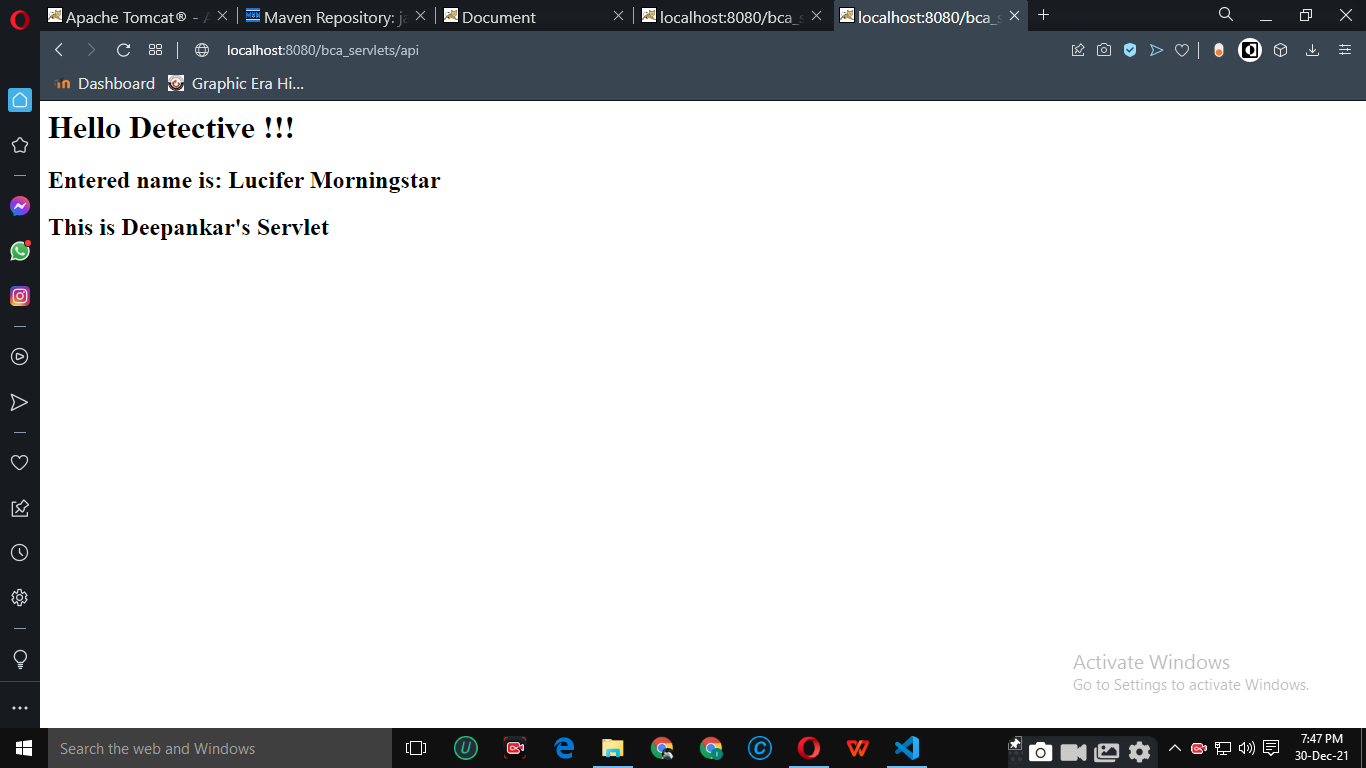 Apache Tomcat® - A
Maven Repository: ja
Document
localhost:8080/bca_s
localhost:8080/bca_s
localhost:8080/bca_servlets/api
Dashboard
Graphic Era Hi...
Hello Detective !!!
Entered name is: Lucifer Morningstar
This is Deepankar's Servlet
Activate Windows
Go to Settings to activate Windows.
Search the web and Windows
7:47 PM
30-Dec-21